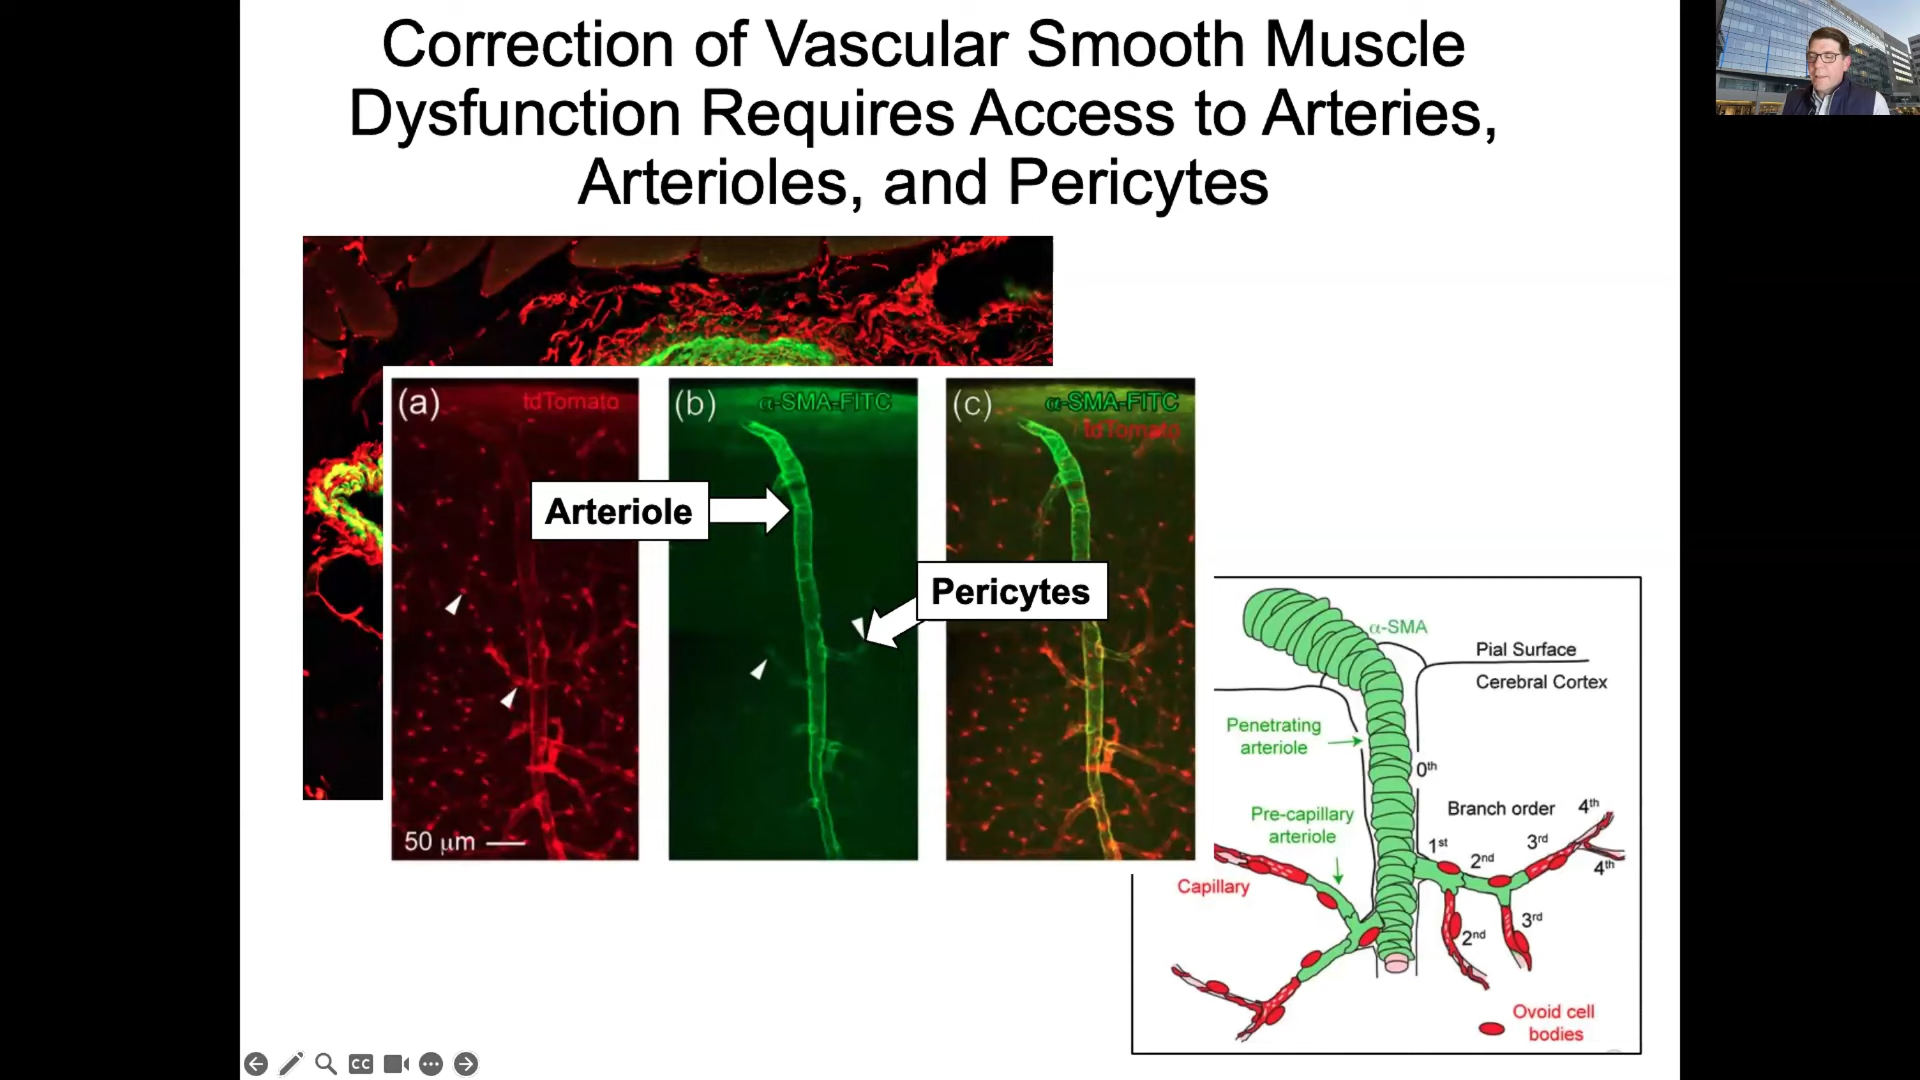 Correction of Vascular Smooth Muscle
Dysfunction Requires Access to Arteries,
Arterioles, and Pericytes
(a)
tdTomato
(b)
α-SMA-FITC
(c)
α-SMA-FITC
tdTomato
Arteriole
Pericytes
50 μm
α-SMA
Pial Surface
Cerebral Cortex
Penetrating
arteriole
0th
Pre-capillary
arteriole
Branch order
4th
3rd
1st
2nd
4th
Capillary
3rd
2nd
Ovoid cell
bodies
CC